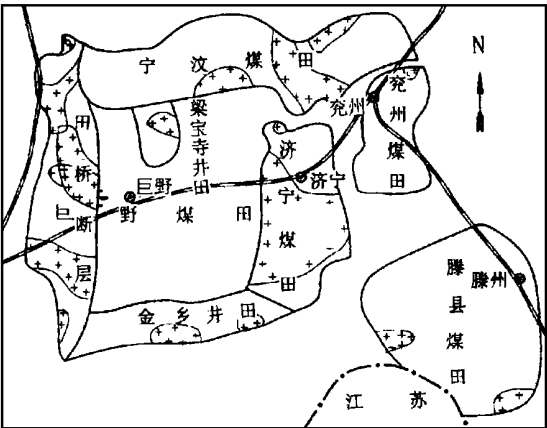 宁汶煤田
N
兖州
兖州煤田
梁宝寺井田
济宁煤田
济宁
田桥断层
巨野
巨野煤田
金乡井田
滕县煤田
滕州
江苏